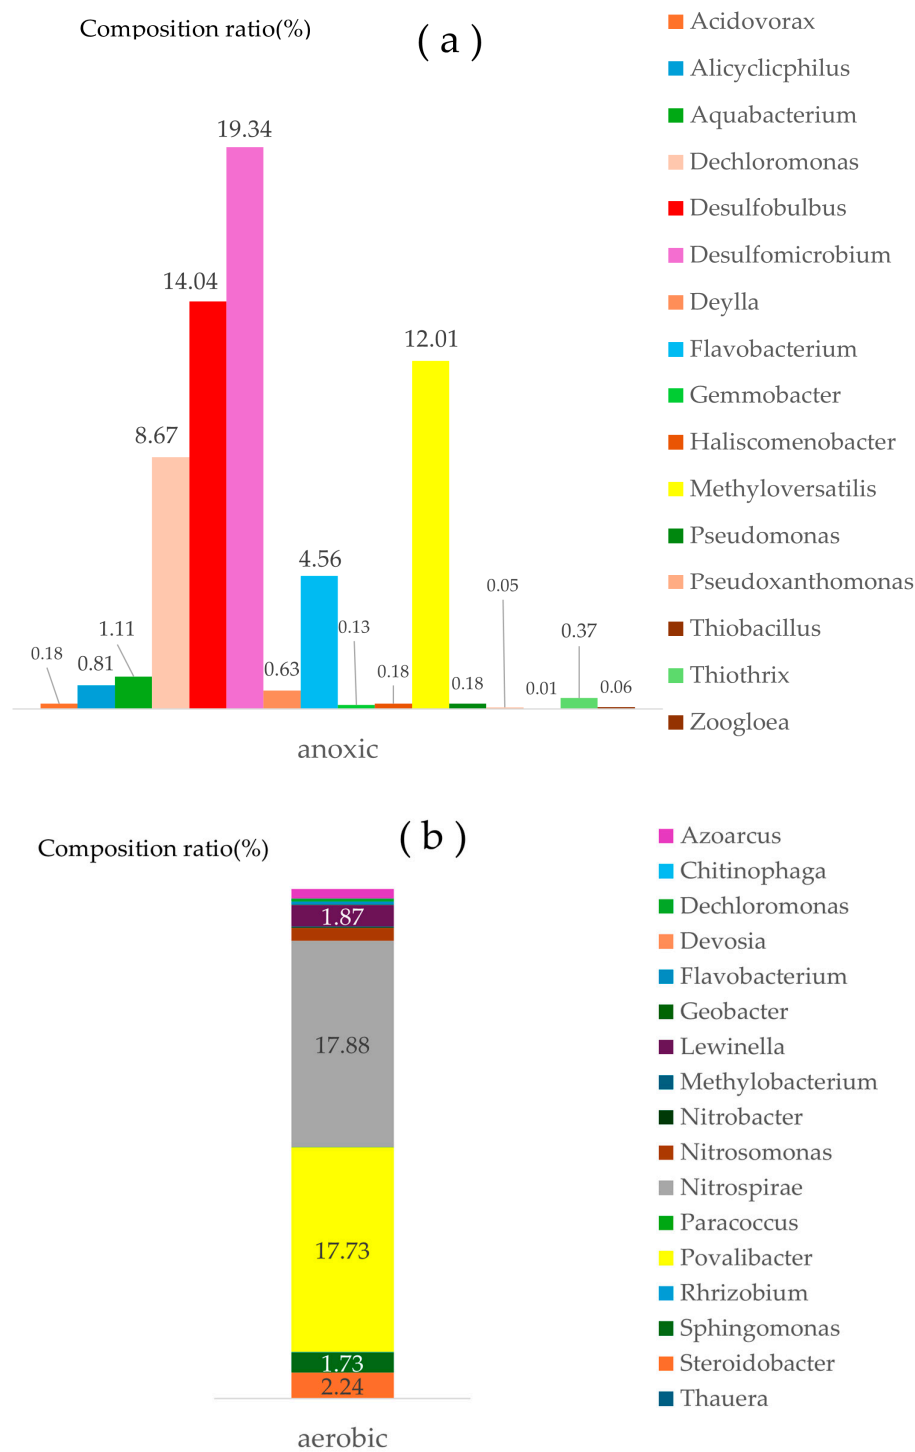 Composition ratio(%)
( a )
19.34
14.04
12.01
8.67
4.56
0.05
1.11
0.13
0.37
0.18
0.81
0.63
0.18
0.18
0.01
0.06
anoxic
Acidovorax
Alicyclicphilus
Aquabacterium
Dechloromonas
Desulfobulbus
Desulfomicrobium
Deylla
Flavobacterium
Gemmobacter
Haliscomenobacter
Methyloversatilis
Pseudomonas
Pseudoxanthomonas
Thiobacillus
Thiothrix
Zoogloea
Composition ratio(%)
( b )
1.87
17.88
17.73
1.73
2.24
aerobic
Azoarcus
Chitinophaga
Dechloromonas
Devosia
Flavobacterium
Geobacter
Lewinella
Methylobacterium
Nitrobacter
Nitrosomonas
Nitrospirae
Paracoccus
Povalibacter
Rhrizobium
Sphingomonas
Steroidobacter
Thauera